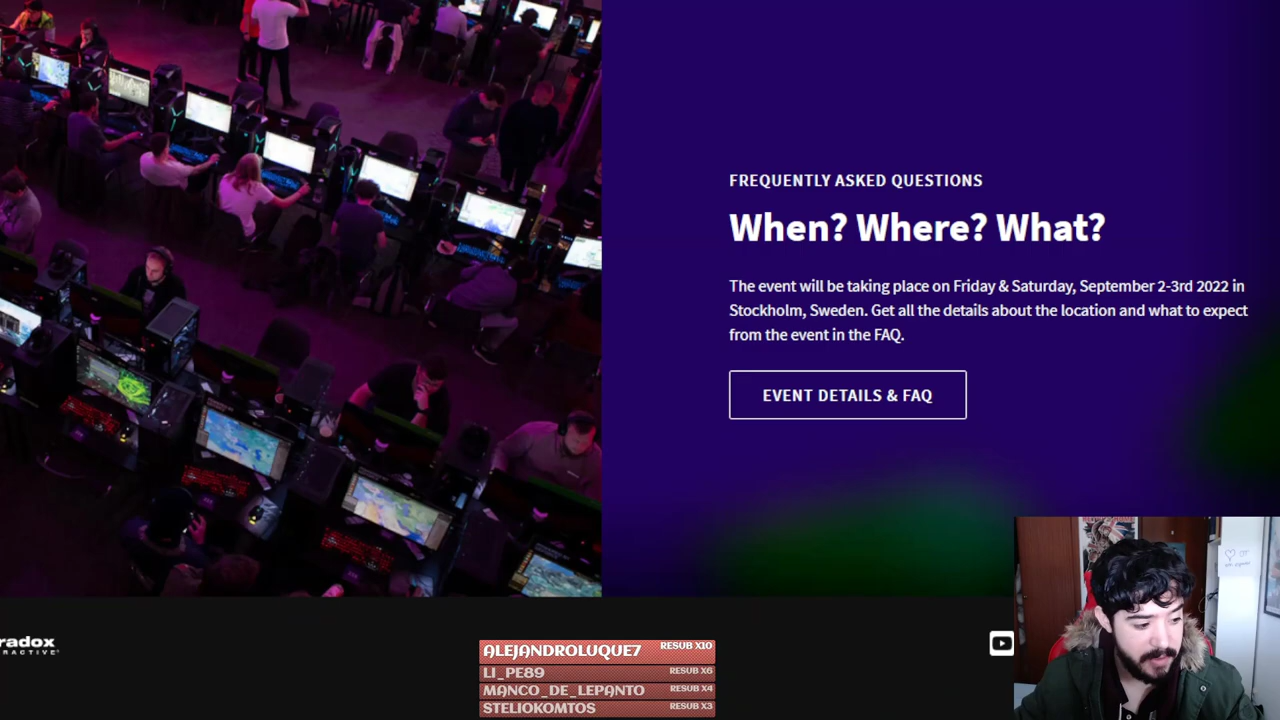 FREQUENTLY ASKED QUESTIONS
When? Where? What?
The event will be taking place on Friday & Saturday, September 2-3rd 2022 in
Stockholm, Sweden. Get all the details about the location and what to expect
from the event in the FAQ.
EVENT DETAILS & FAQ
radox
RACTIVE
ALEJANDROLUQUE7 RESUB X10
LI_PE89 RESUB X6
MANCO_DE_LEPANTO RESUB X4
STELIOKOMTOS RESUB X3